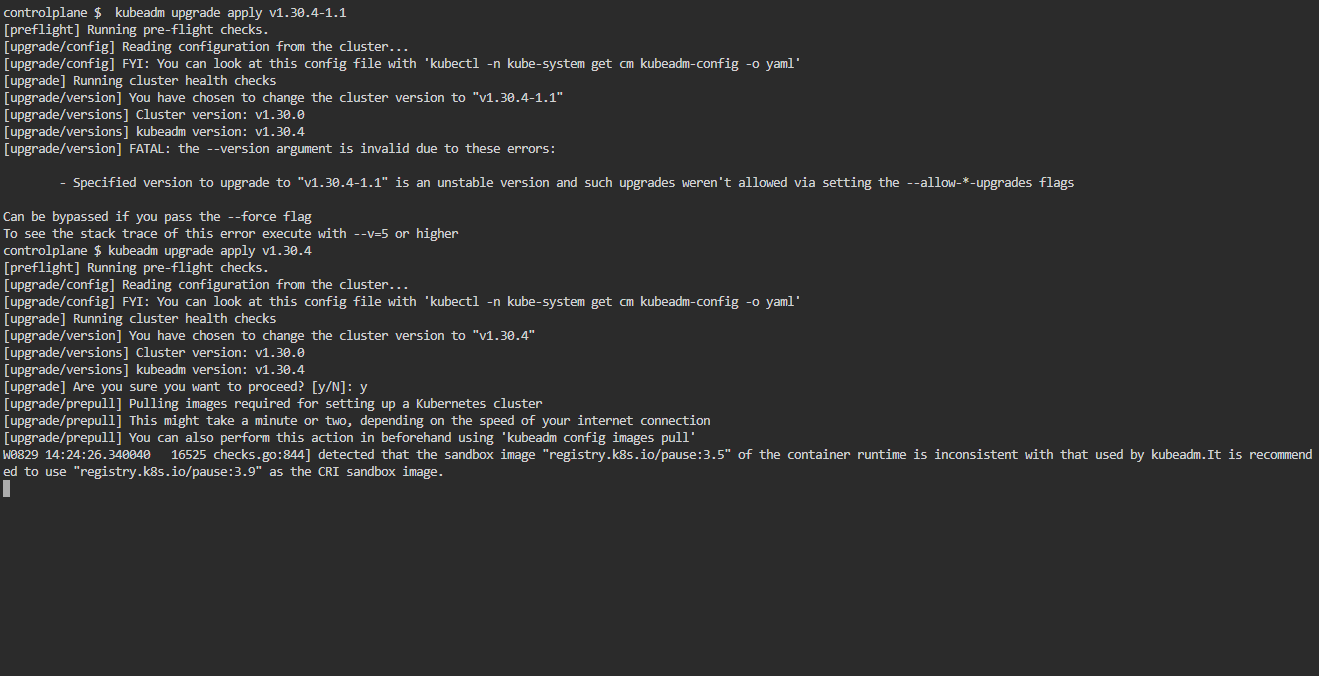 controlplane $  kubeadm upgrade apply v1.30.4-1.1
[preflight] Running pre-flight checks.
[upgrade/config] Reading configuration from the cluster...
[upgrade/config] FYI: You can look at this config file with 'kubectl -n kube-system get cm kubeadm-config -o yaml'
[upgrade] Running cluster health checks
[upgrade/version] You have chosen to change the cluster version to "v1.30.4-1.1"
[upgrade/versions] Cluster version: v1.30.0
[upgrade/versions] kubeadm version: v1.30.4
[upgrade/version] FATAL: the --version argument is invalid due to these errors:
        - Specified version to upgrade to "v1.30.4-1.1" is an unstable version and such upgrades weren't allowed via setting the --allow-*-upgrades flags
Can be bypassed if you pass the --force flag
To see the stack trace of this error execute with --v=5 or higher
controlplane $ kubeadm upgrade apply v1.30.4
[preflight] Running pre-flight checks.
[upgrade/config] Reading configuration from the cluster...
[upgrade/config] FYI: You can look at this config file with 'kubectl -n kube-system get cm kubeadm-config -o yaml'
[upgrade] Running cluster health checks
[upgrade/version] You have chosen to change the cluster version to "v1.30.4"
[upgrade/versions] Cluster version: v1.30.0
[upgrade/versions] kubeadm version: v1.30.4
[upgrade] Are you sure you want to proceed? [y/N]: y
[upgrade/prepull] Pulling images required for setting up a Kubernetes cluster
[upgrade/prepull] This might take a minute or two, depending on the speed of your internet connection
[upgrade/prepull] You can also perform this action in beforehand using 'kubeadm config images pull'
W0829 14:24:26.340040   16525 checks.go:844] detected that the sandbox image "registry.k8s.io/pause:3.5" of the container runtime is inconsistent with that used by kubeadm.It is recommend
ed to use "registry.k8s.io/pause:3.9" as the CRI sandbox image.